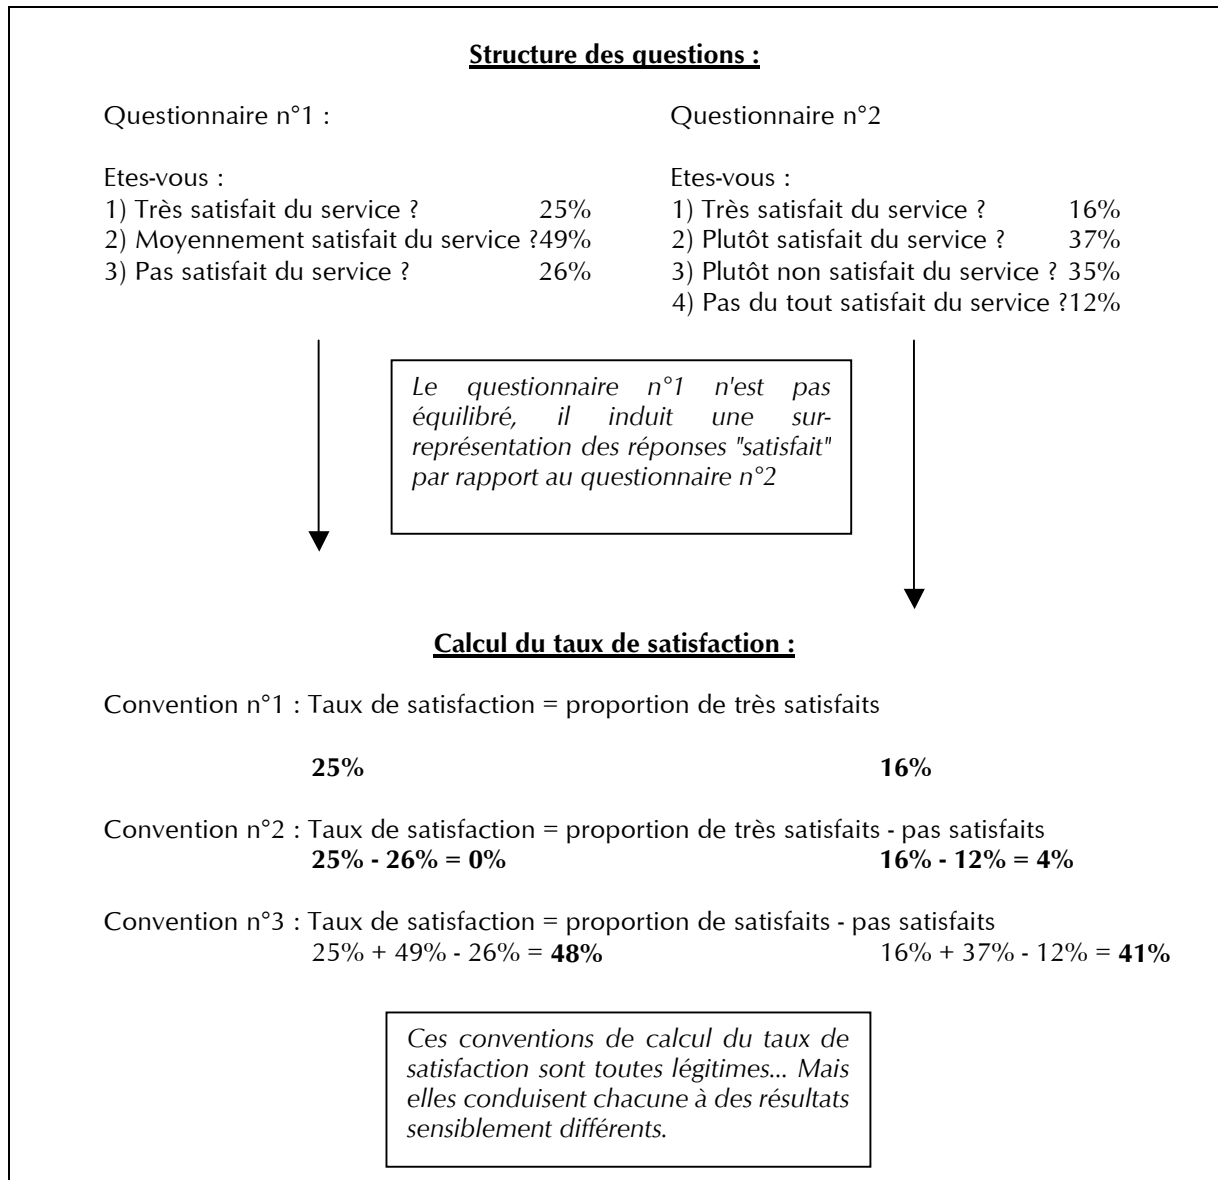 Structure des questions :
Questionnaire n°1 :
Questionnaire n°2
Etes-vous :
1) Très satisfait du service ? 25%
2) Moyennement satisfait du service ?49%
3) Pas satisfait du service ? 26%
Etes-vous :
1) Très satisfait du service ? 16%
2) Plutôt satisfait du service ? 37%
3) Plutôt non satisfait du service ? 35%
4) Pas du tout satisfait du service ?12%
Le questionnaire n°1 n'est pas
équilibré, il induit une sur-
représentation des réponses "satisfait"
par rapport au questionnaire n°2
Calcul du taux de satisfaction :
Convention n°1 : Taux de satisfaction = proportion de très satisfaits
25% 16%
Convention n°2 : Taux de satisfaction = proportion de très satisfaits - pas satisfaits
25% - 26% = 0% 16% - 12% = 4%
Convention n°3 : Taux de satisfaction = proportion de satisfaits - pas satisfaits
25% + 49% - 26% = 48% 16% + 37% - 12% = 41%
Ces conventions de calcul du taux de
satisfaction sont toutes légitimes... Mais
elles conduisent chacune à des résultats
sensiblement différents.